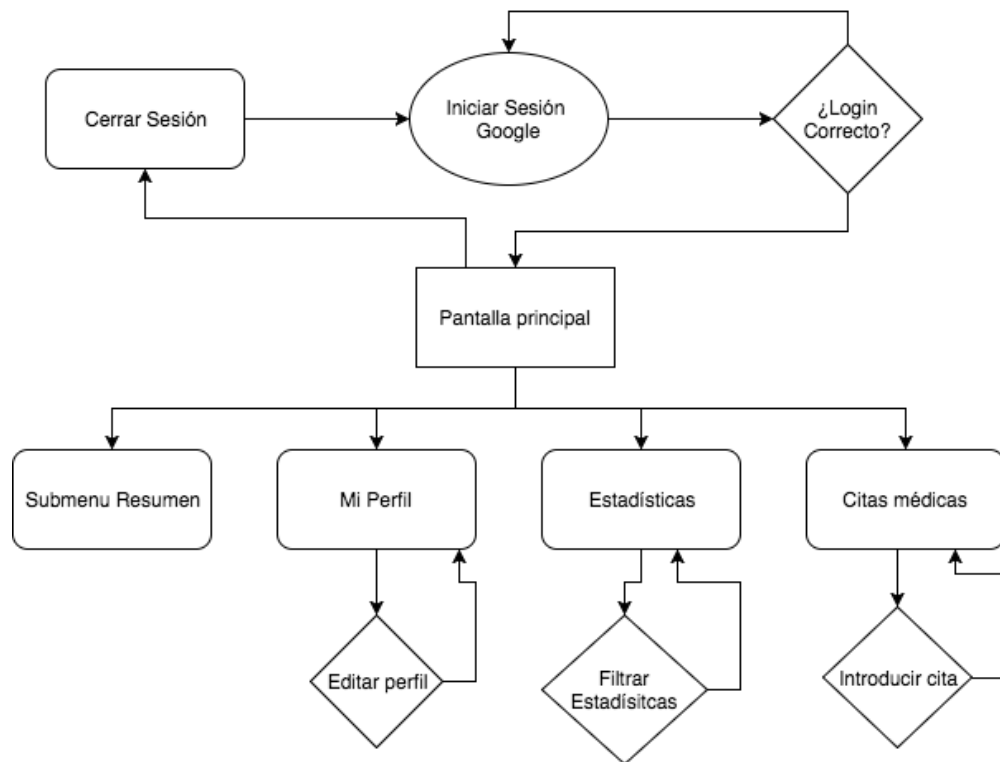 Cerrar Sesión
Iniciar Sesión
Google
¿Login
Correcto?
Pantalla principal
Submenu Resumen
Mi Perfil
Estadísticas
Citas médicas
Editar perfil
Filtrar
Estadísitcas
Introducir cita